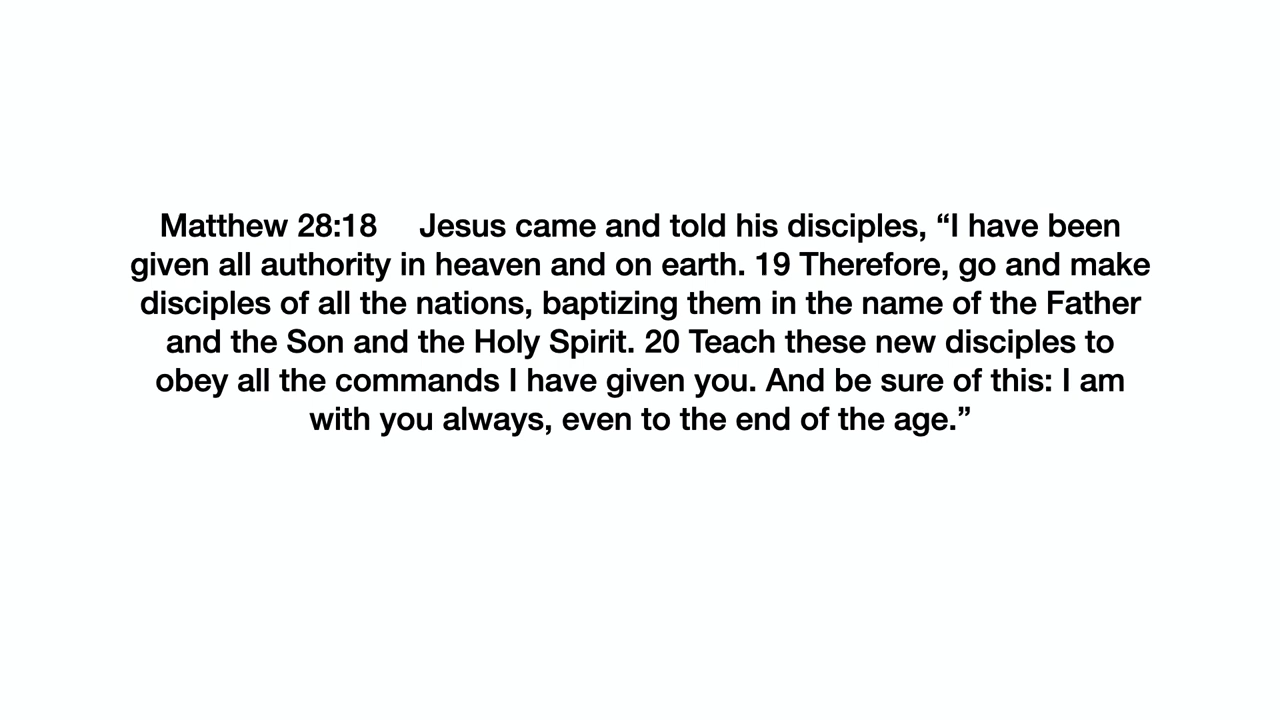 Matthew 28:18     Jesus came and told his disciples, “I have been
given all authority in heaven and on earth. 19 Therefore, go and make
disciples of all the nations, baptizing them in the name of the Father
and the Son and the Holy Spirit. 20 Teach these new disciples to
obey all the commands I have given you. And be sure of this: I am
with you always, even to the end of the age.”